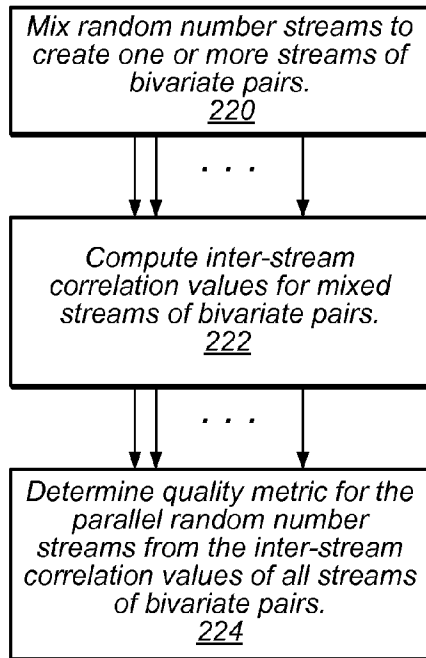 Mix random number streams to
create one or more streams of
bivariate pairs.
220
. . .
Compute inter-stream
correlation values for mixed
streams of bivariate pairs.
222
. . .
Determine quality metric for the
parallel random number
streams from the inter-stream
correlation values of all streams
of bivariate pairs.
224